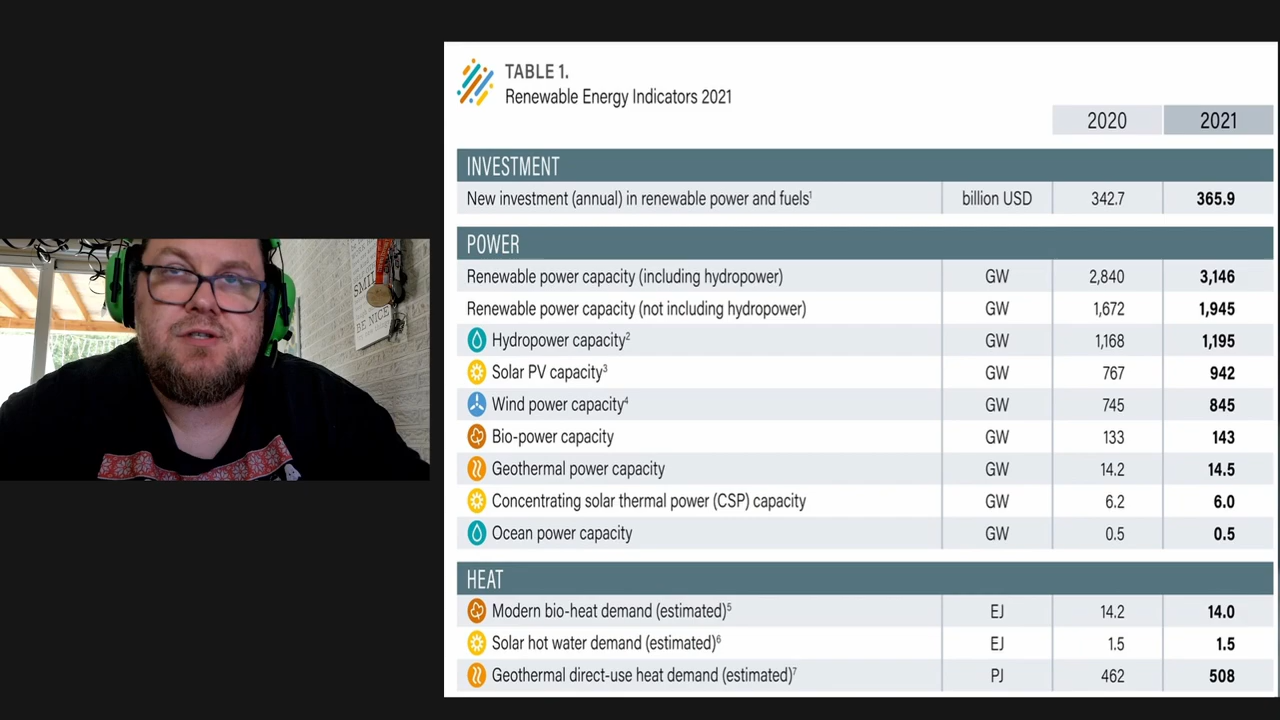 SMIL
BE NICE
TABLE 1.
Renewable Energy Indicators 2021
2020 2021
INVESTMENT
New investment (annual) in renewable power and fuels¹ billion USD 342.7 365.9
POWER
Renewable power capacity (including hydropower) GW 2,840 3,146
Renewable power capacity (not including hydropower) GW 1,672 1,945
Hydropower capacity² GW 1,168 1,195
Solar PV capacity³ GW 767 942
Wind power capacity⁴ GW 745 845
Bio-power capacity GW 133 143
Geothermal power capacity GW 14.2 14.5
Concentrating solar thermal power (CSP) capacity GW 6.2 6.0
Ocean power capacity GW 0.5 0.5
HEAT
Modern bio-heat demand (estimated)⁵ EJ 14.2 14.0
Solar hot water demand (estimated)⁶ EJ 1.5 1.5
Geothermal direct-use heat demand (estimated)⁷ PJ 462 508